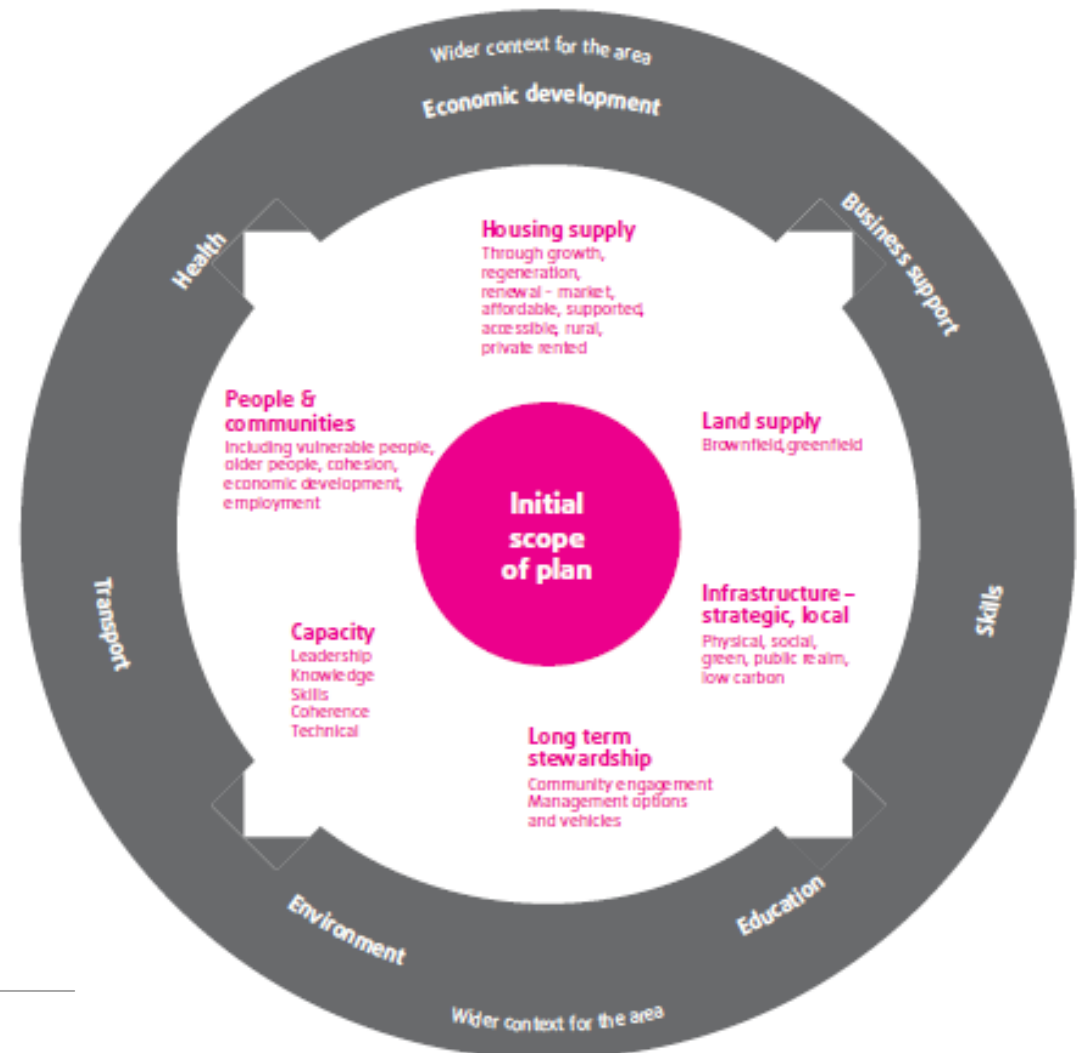 Wider context for the area
Economic development
Business support
Skills
Education
Wider context for the area
Environment
Transport
Health
Housing supply
Through growth,
regeneration,
renewal - market,
affordable, supported,
accessible, rural,
private rented
Land supply
Brownfield, greenfield
Infrastructure –
strategic, local
Physical, social,
green, public realm,
low carbon
Long term
stewardship
Community engagement
Management options
and vehicles
Capacity
Leadership
Knowledge
Skills
Coherence
Technical
People &
communities
Including vulnerable people,
older people, cohesion,
economic development,
employment
Initial
scope
of plan